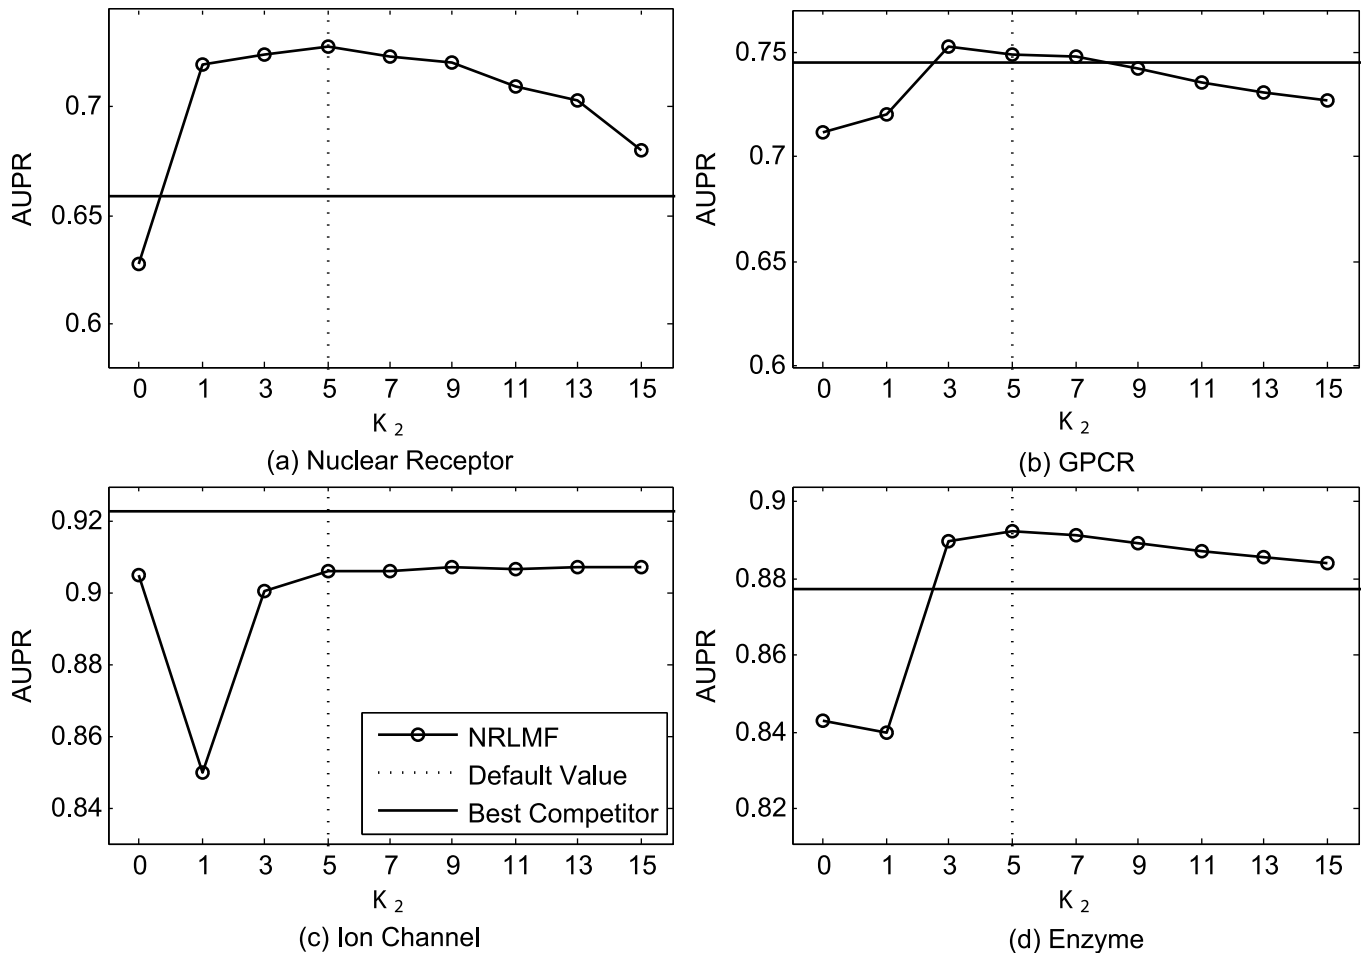 AUPR
0.7
0.65
0.6
0 1 3 5 7 9 11 13 15
K 2
(a) Nuclear Receptor
AUPR
0.75
0.7
0.65
0.6
0 1 3 5 7 9 11 13 15
K 2
(b) GPCR
AUPR
0.92
0.9
0.88
0.86
0.84
NRLMF
Default Value
Best Competitor
0 1 3 5 7 9 11 13 15
K 2
(c) Ion Channel
AUPR
0.9
0.88
0.86
0.84
0.82
0 1 3 5 7 9 11 13 15
K 2
(d) Enzyme